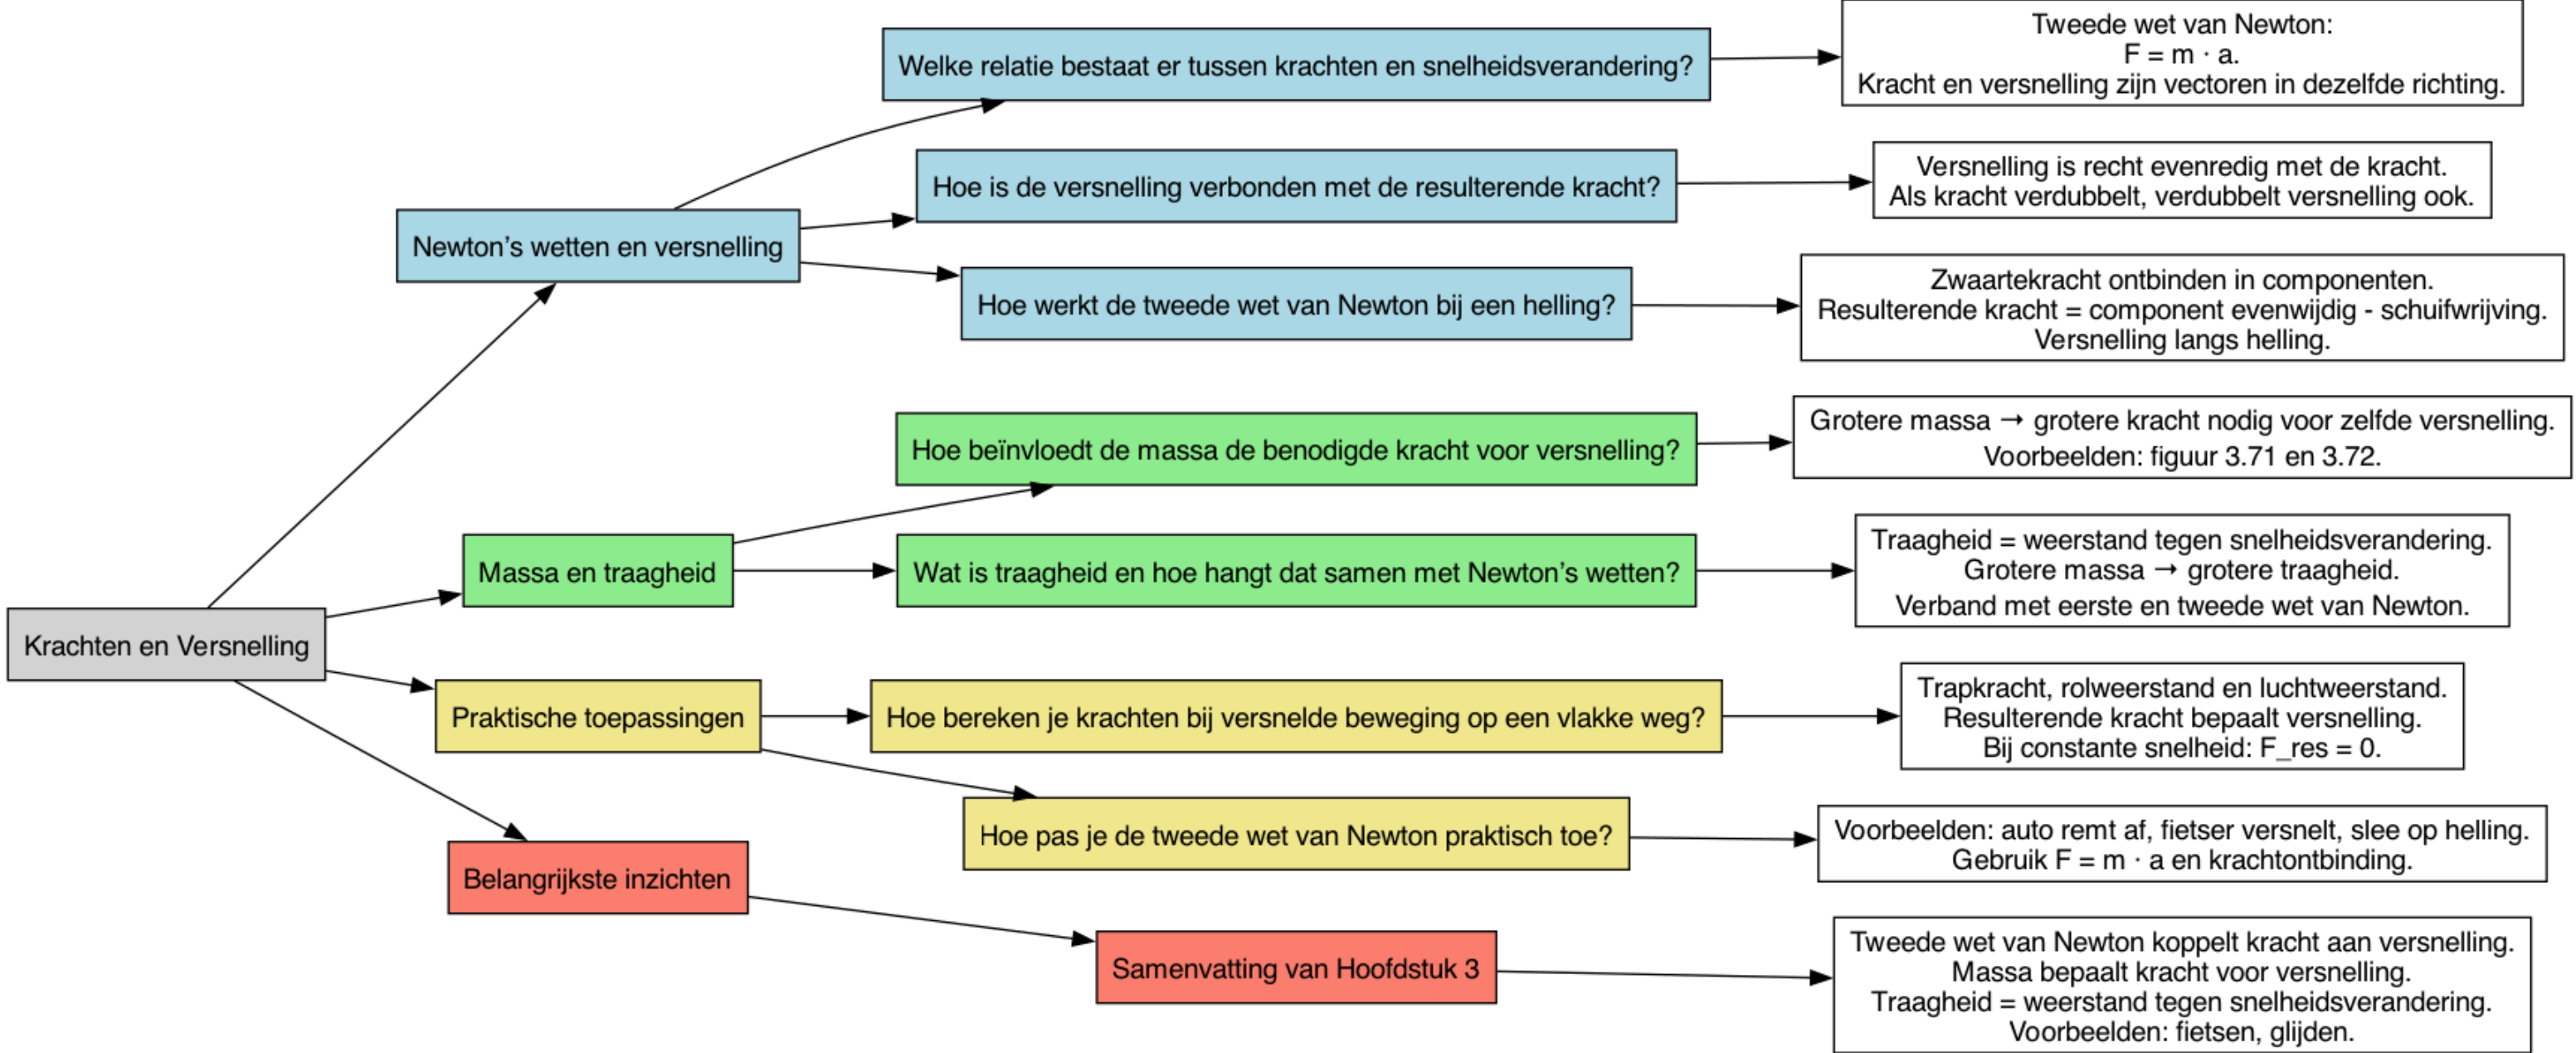 Krachten en Versnelling
Newton’s wetten en versnelling
Welke relatie bestaat er tussen krachten en snelheidsverandering?
Tweede wet van Newton:
F = m · a.
Kracht en versnelling zijn vectoren in dezelfde richting.
Hoe is de versnelling verbonden met de resulterende kracht?
Versnelling is recht evenredig met de kracht.
Als kracht verdubbelt, verdubbelt versnelling ook.
Hoe werkt de tweede wet van Newton bij een helling?
Zwaartekracht ontbinden in componenten.
Resulterende kracht = component evenwijdig - schuifwrijving.
Versnelling langs helling.
Massa en traagheid
Hoe beïnvloedt de massa de benodigde kracht voor versnelling?
Grotere massa → grotere kracht nodig voor zelfde versnelling.
Voorbeelden: figuur 3.71 en 3.72.
Wat is traagheid en hoe hangt dat samen met Newton’s wetten?
Traagheid = weerstand tegen snelheidsverandering.
Grotere massa → grotere traagheid.
Verband met eerste en tweede wet van Newton.
Praktische toepassingen
Hoe bereken je krachten bij versnelde beweging op een vlakke weg?
Trapkracht, rolweerstand en luchtweerstand.
Resulterende kracht bepaalt versnelling.
Bij constante snelheid: F_res = 0.
Hoe pas je de tweede wet van Newton praktisch toe?
Voorbeelden: auto remt af, fietser versnelt, slee op helling.
Gebruik F = m · a en krachtontbinding.
Belangrijkste inzichten
Samenvatting van Hoofdstuk 3
Tweede wet van Newton koppelt kracht aan versnelling.
Massa bepaalt kracht voor versnelling.
Traagheid = weerstand tegen snelheidsverandering.
Voorbeelden: fietsen, glijden.